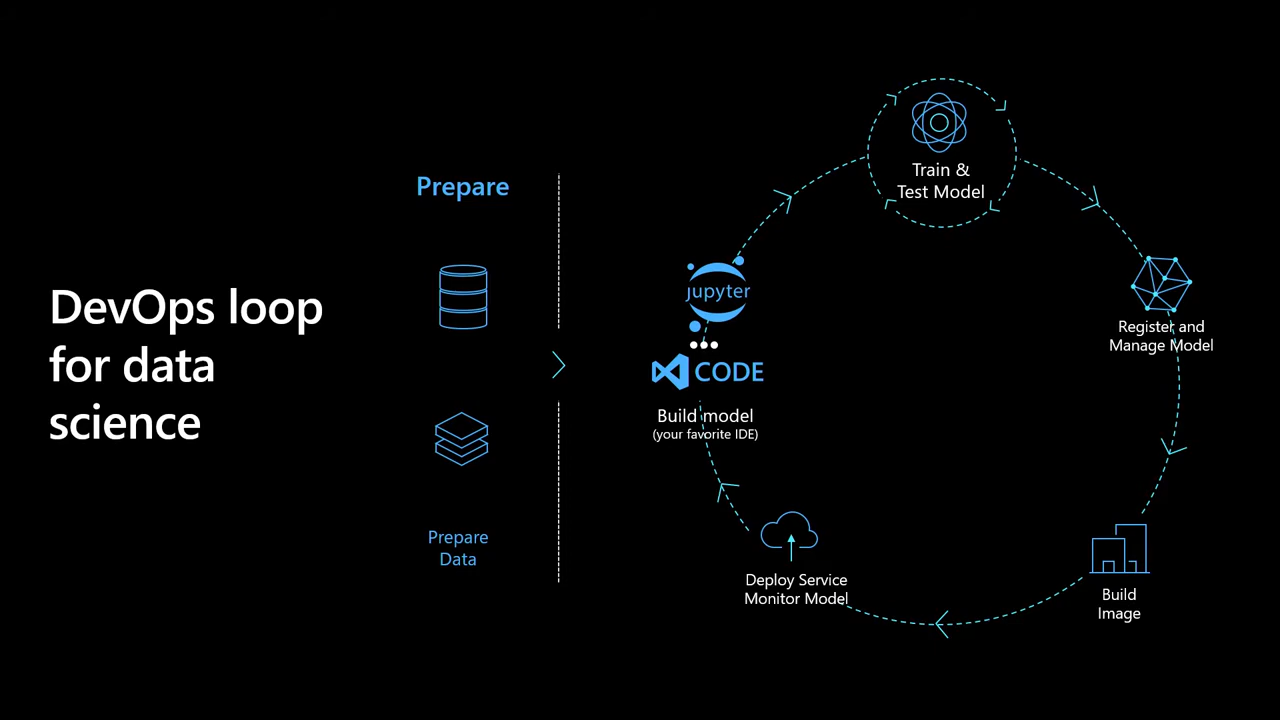 DevOps loop
for data
science
Prepare
Prepare
Data
Train &
Test Model
jupyter
CODE
Build model
(your favorite IDE)
Register and
Manage Model
Deploy Service
Monitor Model
Build
Image